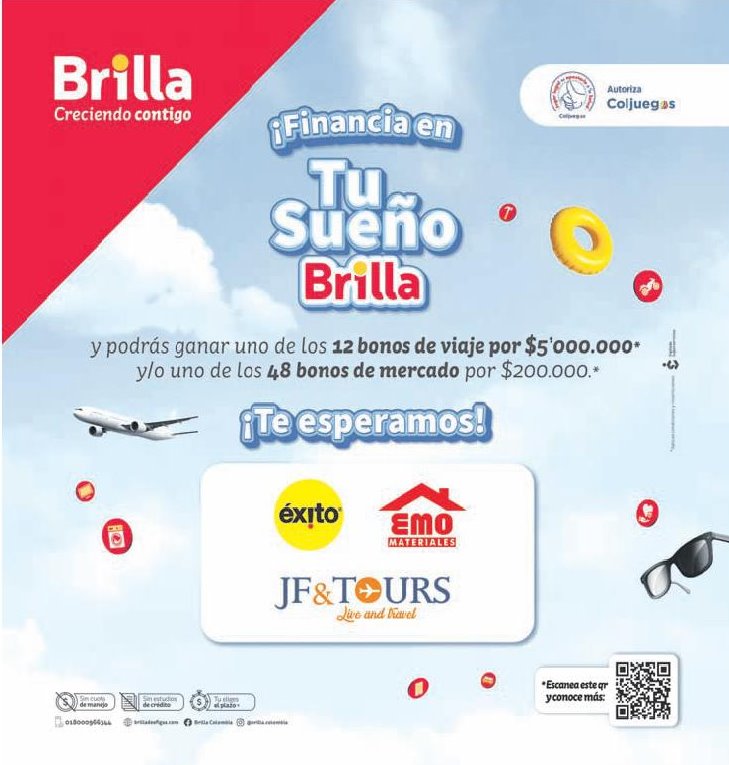 Brilla
Creciendo contigo
Autoriza
Coljuegos
Coljuegos
¡Financia en
Tu
Sueño
Brilla
y podrás ganar uno de los 12 bonos de viaje por $5'000.000*
y/o uno de los 48 bonos de mercado por $200.000.*
¡Te esperamos!
éxito
EMO
MATERIALES
JF&TOURS
Live and travel
*Escanea este qr
y conoce más:
Sin cuota
de manejo
Sin estudios
de crédito
Tu eliges
el plazo*
brilladeefigas.com
Brilla Colombia
@brilla.colombia